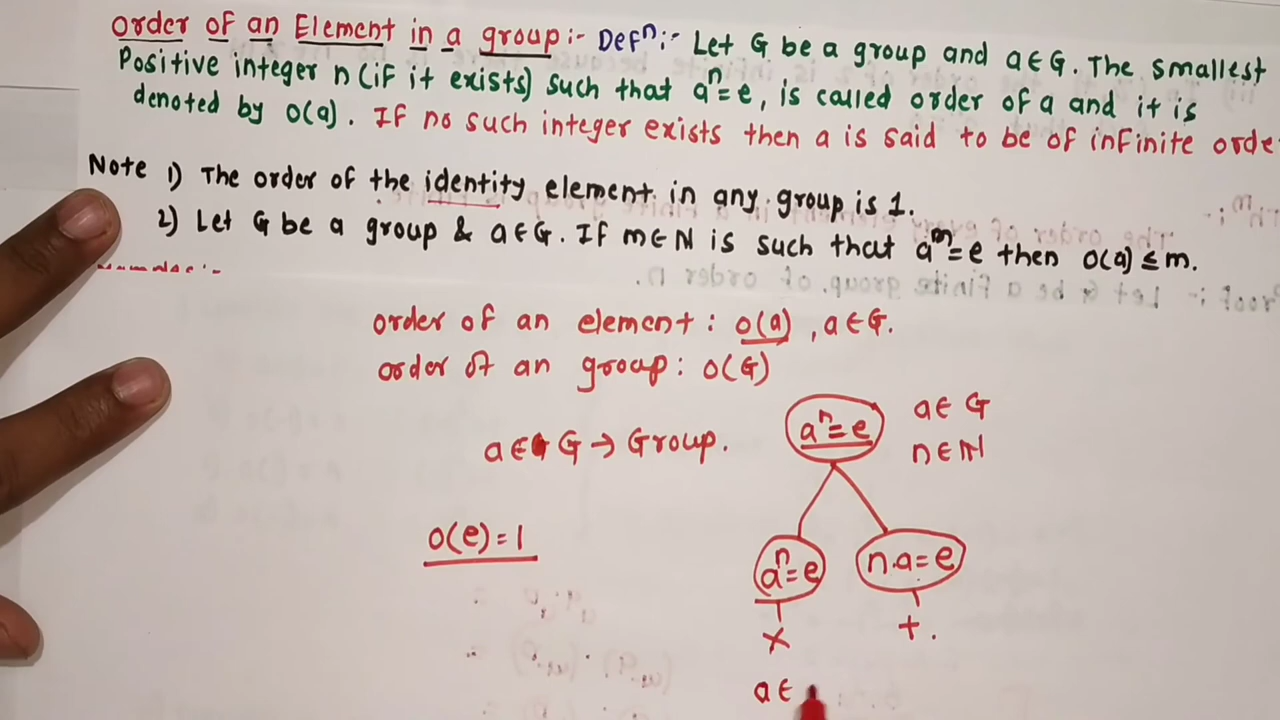 Order of an Element in a group :- Defⁿ :- Let G be a group and a∈G. The smallest
Positive integer n (if it exists) such that aⁿ = e, is called order of a and it is
denoted by o(a). If no such integer exists then a is said to be of infinite orde
Note 1) The order of the identity element in any group is 1.
2) Let G be a group & a∈G. If m∈N is such that aᵐ = e then o(a) ≤ m.
order of an element : o(a), a∈G.
order of an group : o(G)
aⁿ = e
a∈ G
n∈ℕ
a∈ G → Group.
o(e) = 1
aⁿ = e
n.a = e
×
+.
a∈